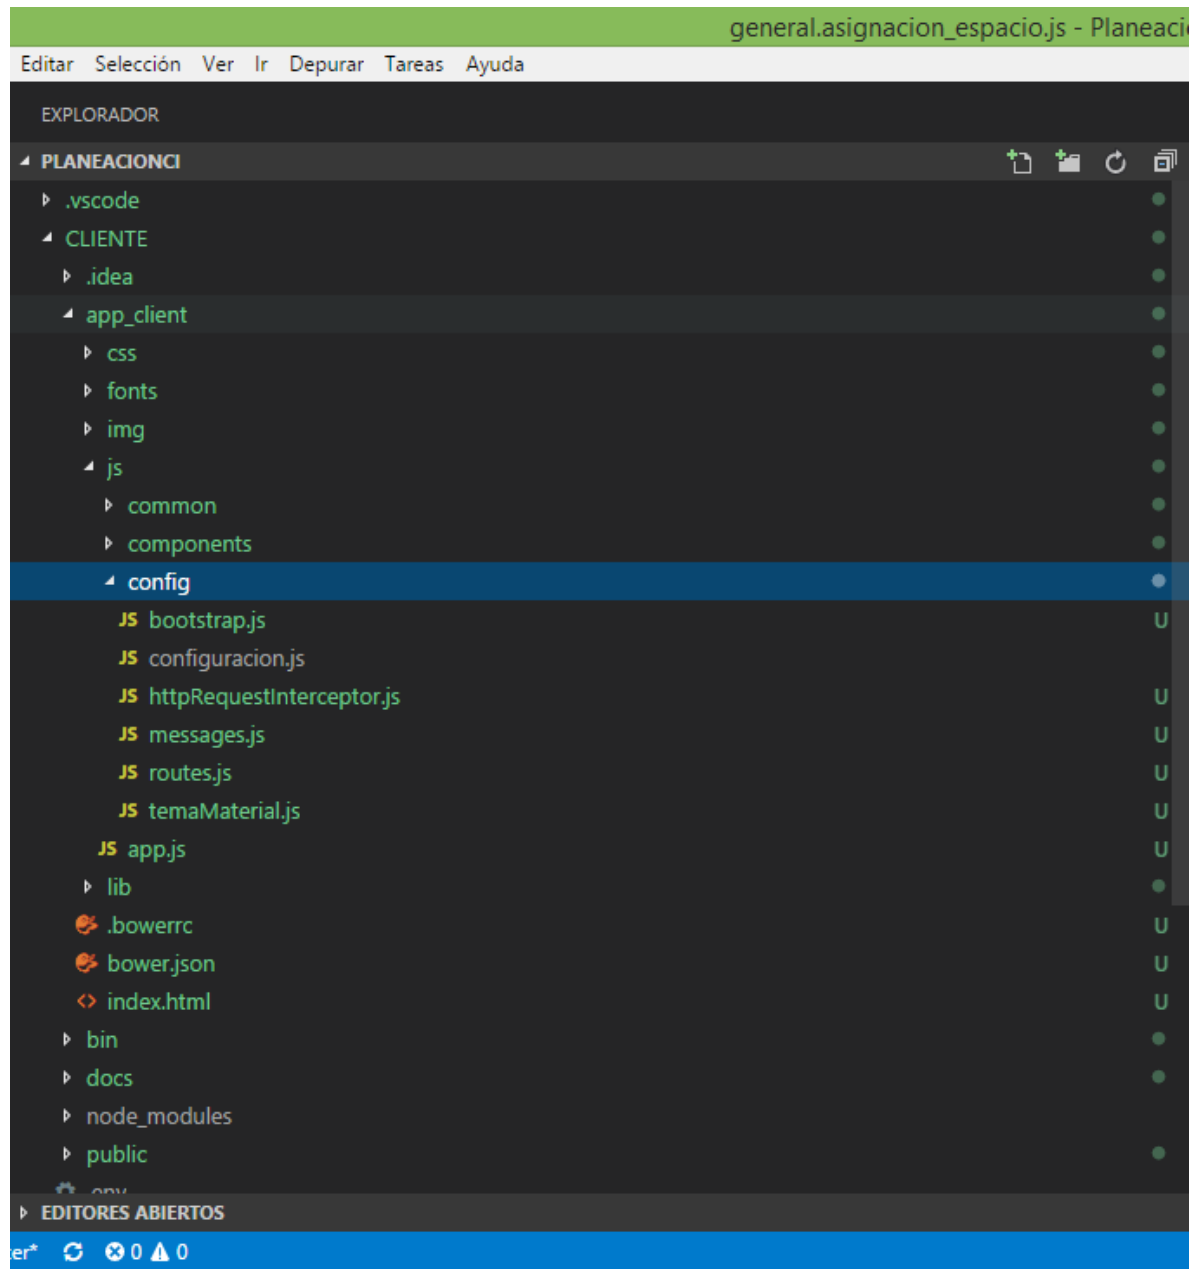 general.asignacion_espacio.js - Planeaci
Editar Selección Ver Ir Depurar Tareas Ayuda
EXPLORADOR
PLANEACIONCI
.vscode
CLIENTE
.idea
app_client
css
fonts
img
js
common
components
config
JS bootstrap.js U
JS configuracion.js
JS httpRequestInterceptor.js U
JS messages.js U
JS routes.js U
JS temaMaterial.js U
JS app.js U
lib
.bowerrc U
bower.json U
<> index.html U
bin
docs
node_modules
public
.env
EDITORES ABIERTOS
ter* 0 0